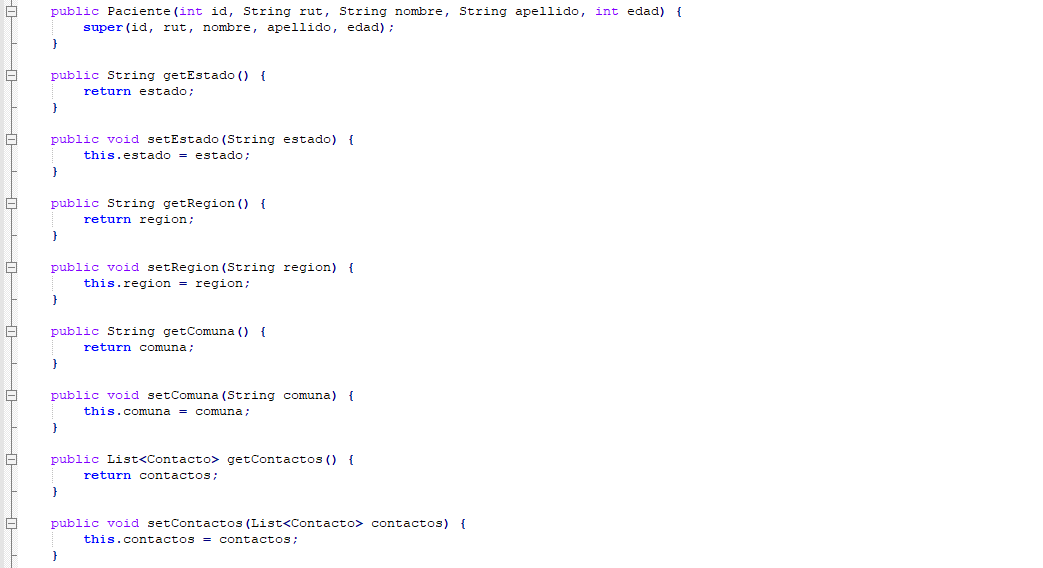 public Paciente(int id, String rut, String nombre, String apellido, int edad) {
super(id, rut, nombre, apellido, edad);
}
public String getEstado() {
return estado;
}
public void setEstado(String estado) {
this.estado = estado;
}
public String getRegion() {
return region;
}
public void setRegion(String region) {
this.region = region;
}
public String getComuna() {
return comuna;
}
public void setComuna(String comuna) {
this.comuna = comuna;
}
public List<Contacto> getContactos() {
return contactos;
}
public void setContactos(List<Contacto> contactos) {
this.contactos = contactos;
}